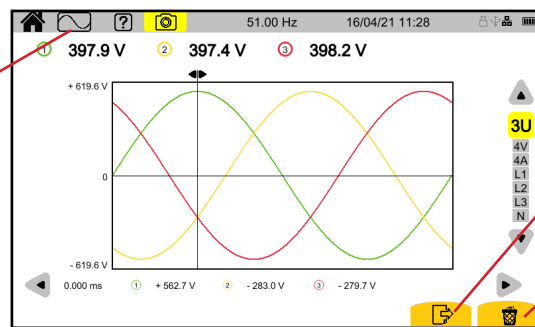 ? 51.00 Hz 16/04/21 11:28
1 397.9 V 2 397.4 V 3 398.2 V
+ 619.6 V
0
- 619.6 V
3U
4V
4A
L1
L2
L3
N
0.000 ms 1 + 562.7 V 2 - 283.0 V 3 - 279.7 V